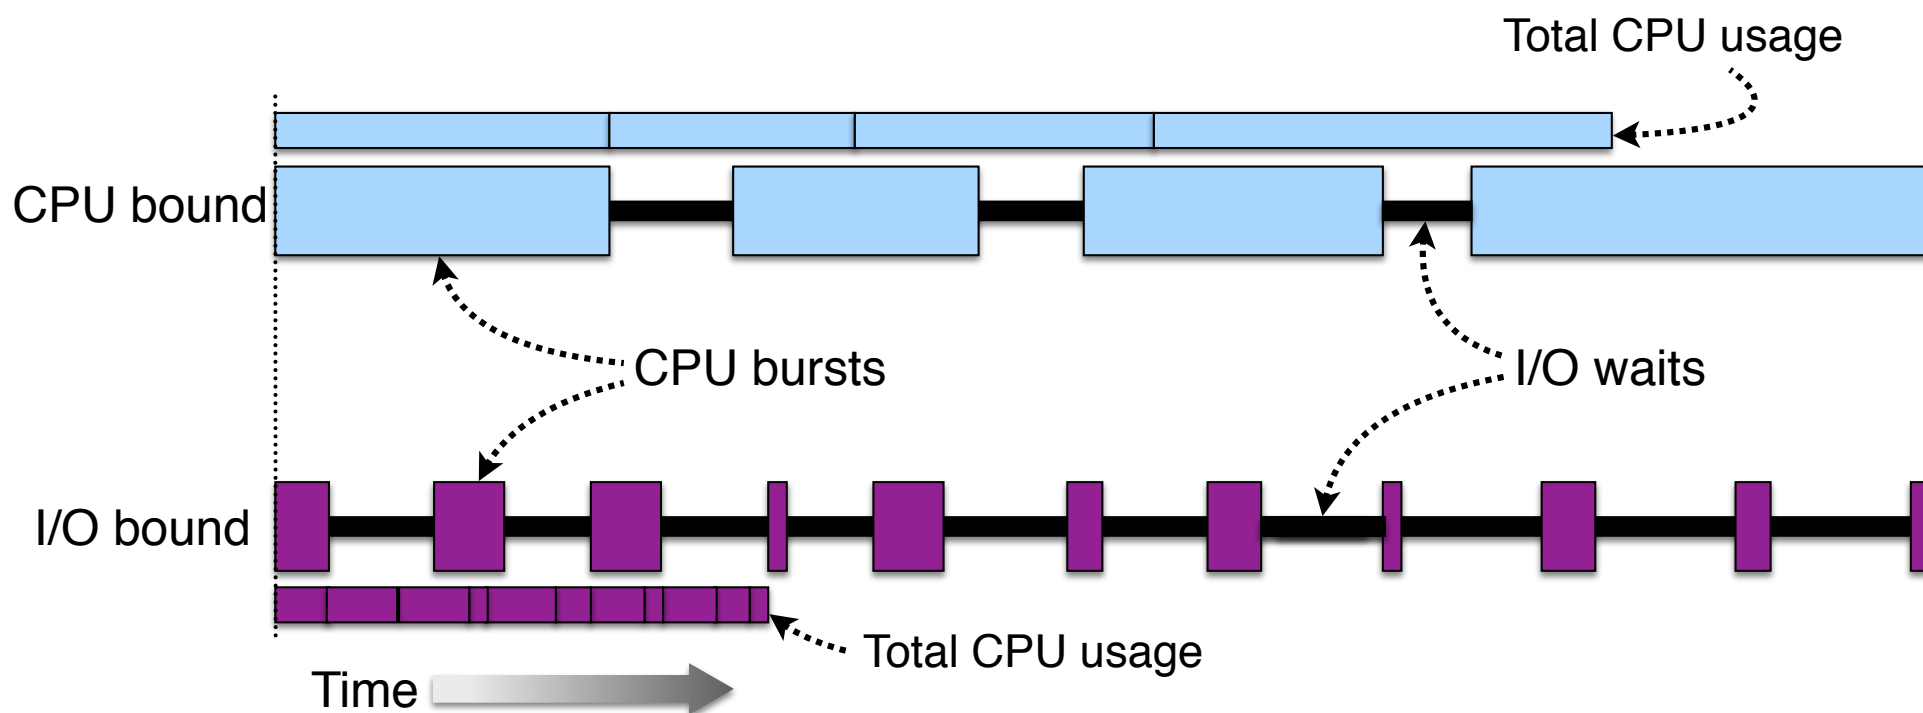 Total CPU usage
CPU bound
CPU bursts
I/O waits
I/O bound
Total CPU usage
Time